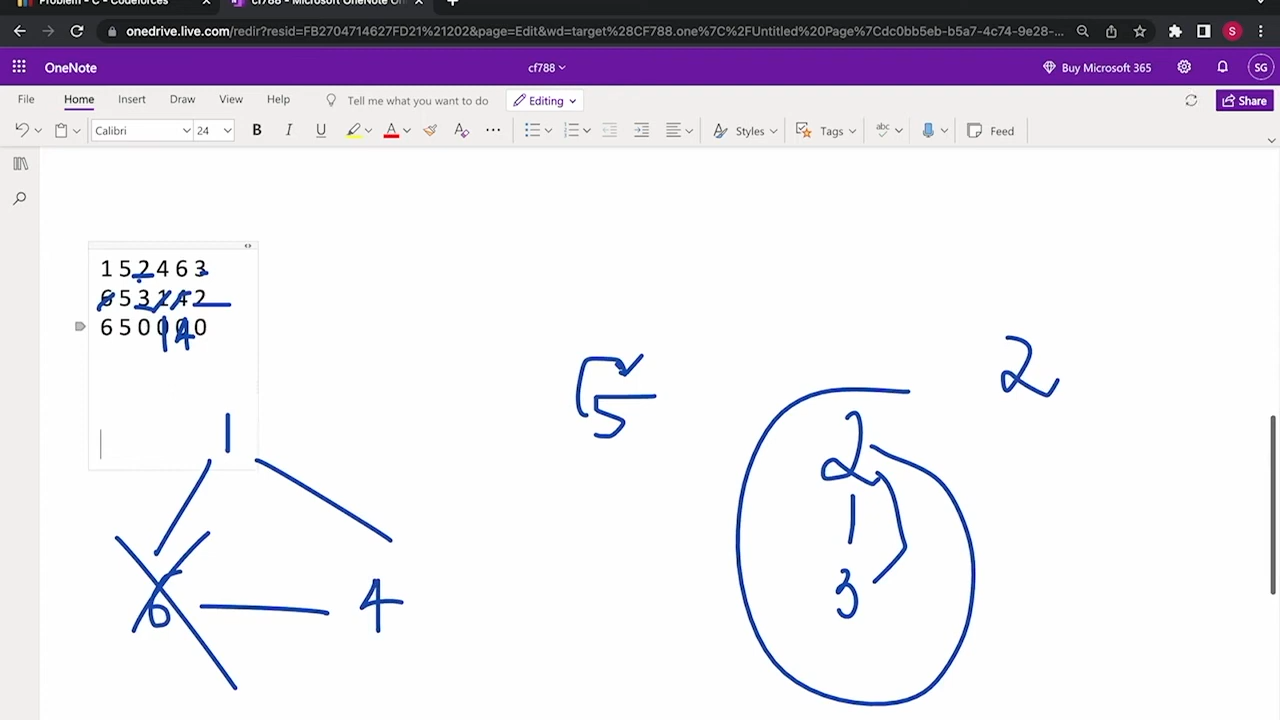 Problem - C - Codeforces
cf788 - Microsoft OneNote On
onedrive.live.com/redir?resid=FB2704714627FD21%21202&page=Edit&wd=target%28CF788.one%7C%2FUntitled%20Page%7Cdc0bb5eb-b5a7-4c74-9e28-... S
OneNote cf788 Buy Microsoft 365 SG
File Home Insert Draw View Help Tell me what you want to do Editing Share
Calibri 24 B I U A Styles Tags abc Feed
1 5 2 4 6 3
6 5 3 1 4 2
6 5 0 0 0 0
1 4
2
5
1
2
6 4
3